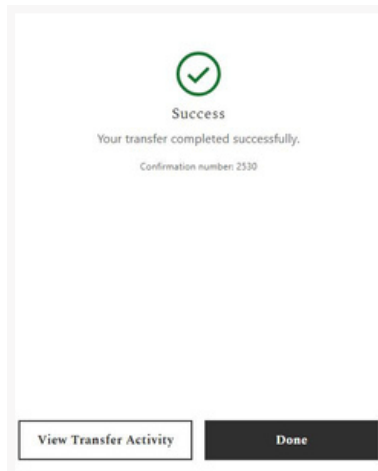 Success
Your transfer completed successfully.
Confirmation number: 2530
View Transfer Activity
Done